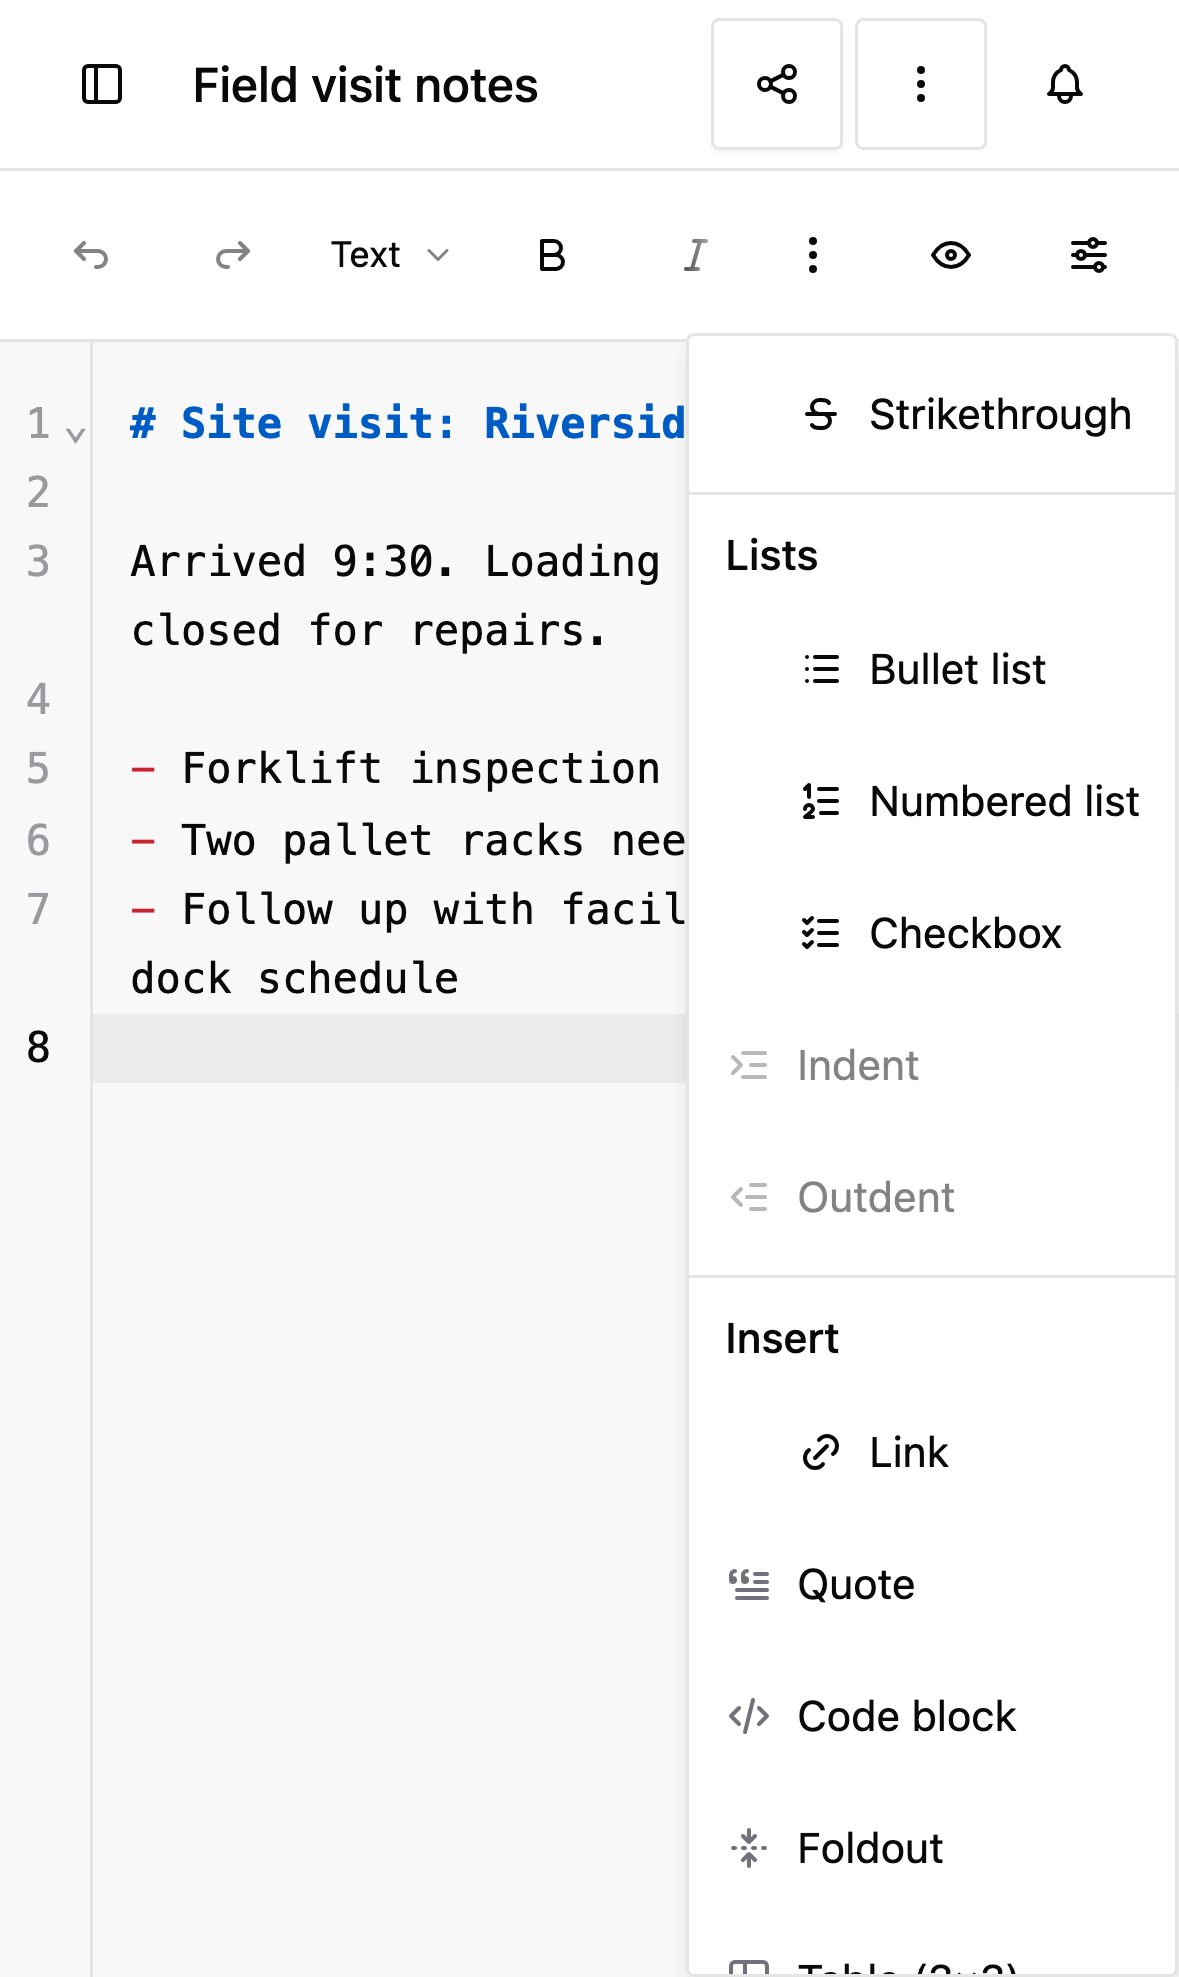 Field visit notes
Text
1 # Site visit: Riversid
2
3 Arrived 9:30. Loading
closed for repairs.
4
5 - Forklift inspection
6 - Two pallet racks nee
7 - Follow up with facil
dock schedule
8
Strikethrough
Lists
Bullet list
Numbered list
Checkbox
Indent
Outdent
Insert
Link
Quote
Code block
Foldout
Table